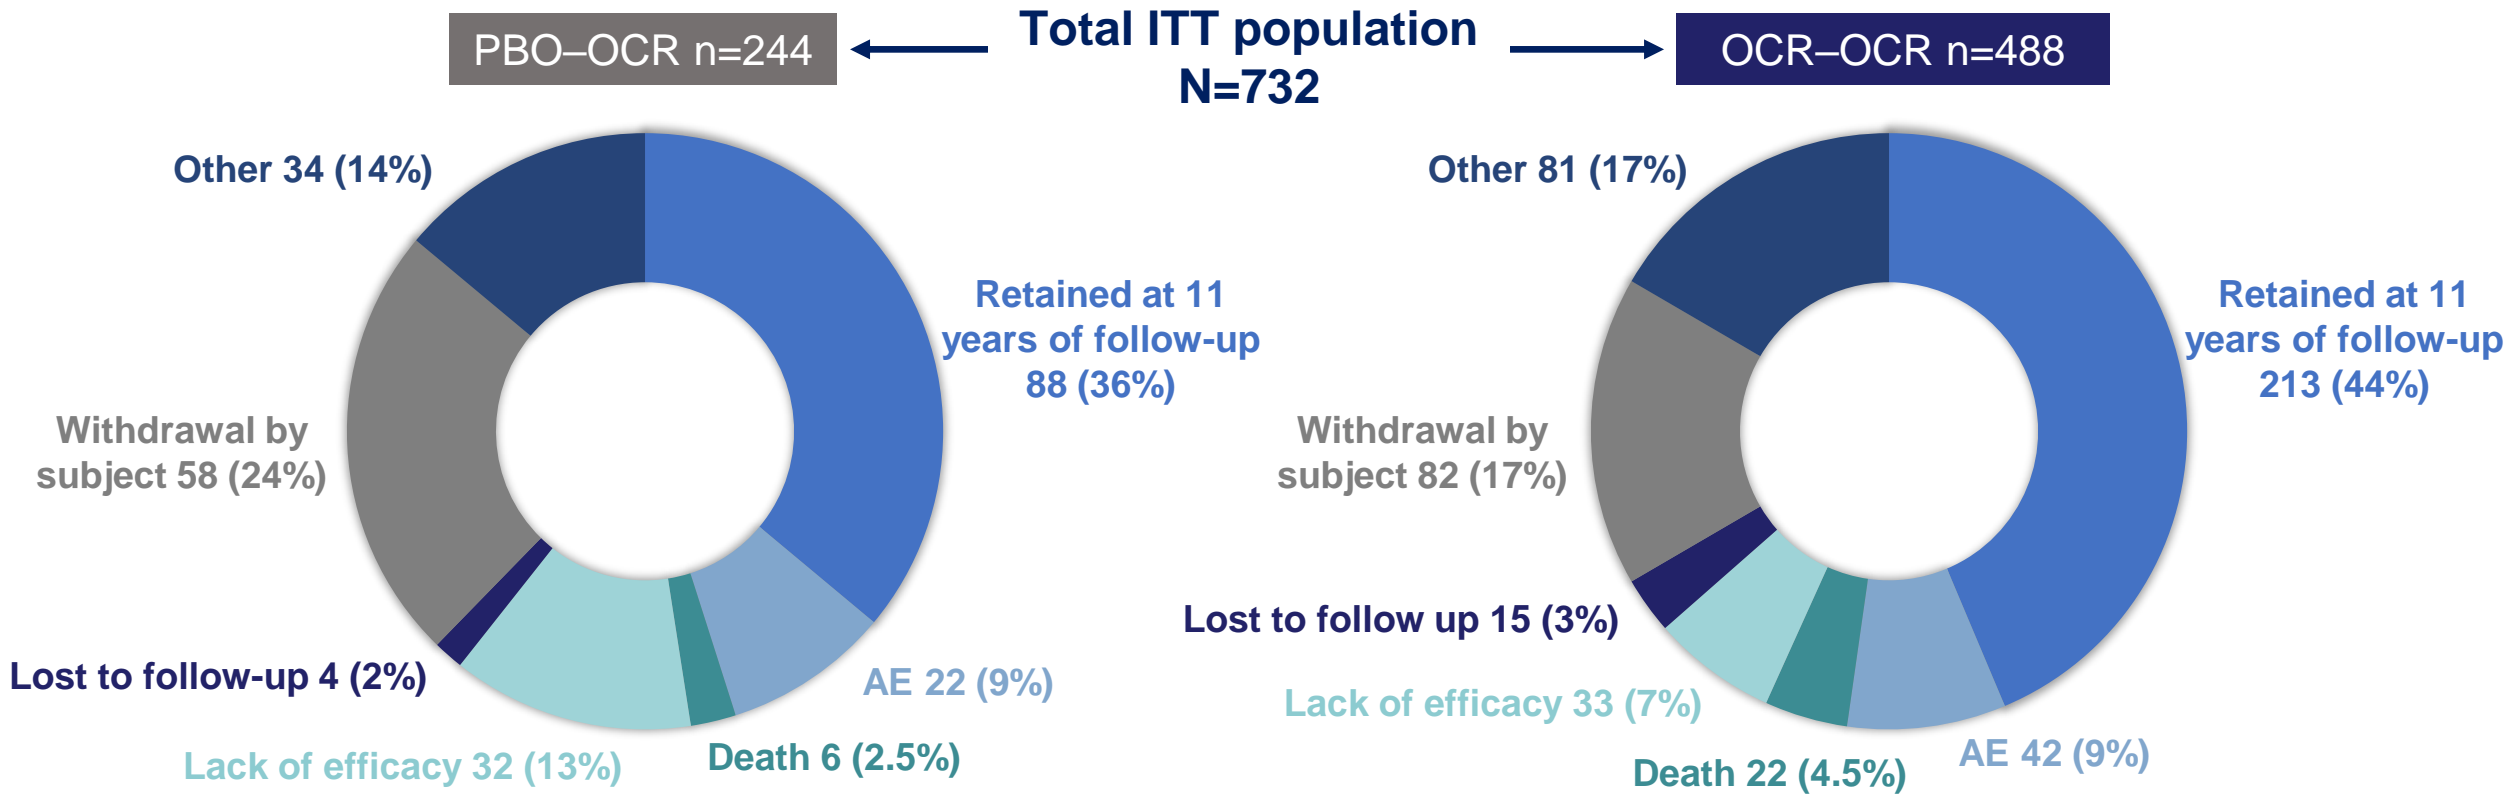 PBO–OCR n=244
Total ITT population
N=732
OCR–OCR n=488
Other 34 (14%)
Retained at 11
years of follow-up
88 (36%)
Withdrawal by
subject 58 (24%)
Lost to follow-up 4 (2%)
AE 22 (9%)
Lack of efficacy 32 (13%)
Death 6 (2.5%)
Other 81 (17%)
Retained at 11
years of follow-up
213 (44%)
Withdrawal by
subject 82 (17%)
Lost to follow up 15 (3%)
Lack of efficacy 33 (7%)
Death 22 (4.5%)
AE 42 (9%)